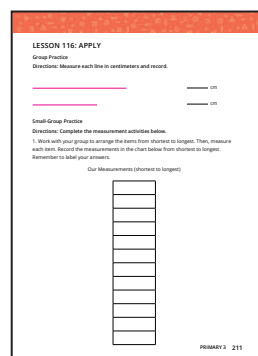 LESSON 116: APPLY
Group Practice
Directions: Measure each line in centimeters and record.
cm
cm
Small-Group Practice
Directions: Complete the measurement activities below.
1. Work with your group to arrange the items from shortest to longest. Then, measure
each item. Record the measurements in the chart below from shortest to longest.
Remember to label your answers.
Our Measurements (shortest to longest)
PRIMARY 3 211